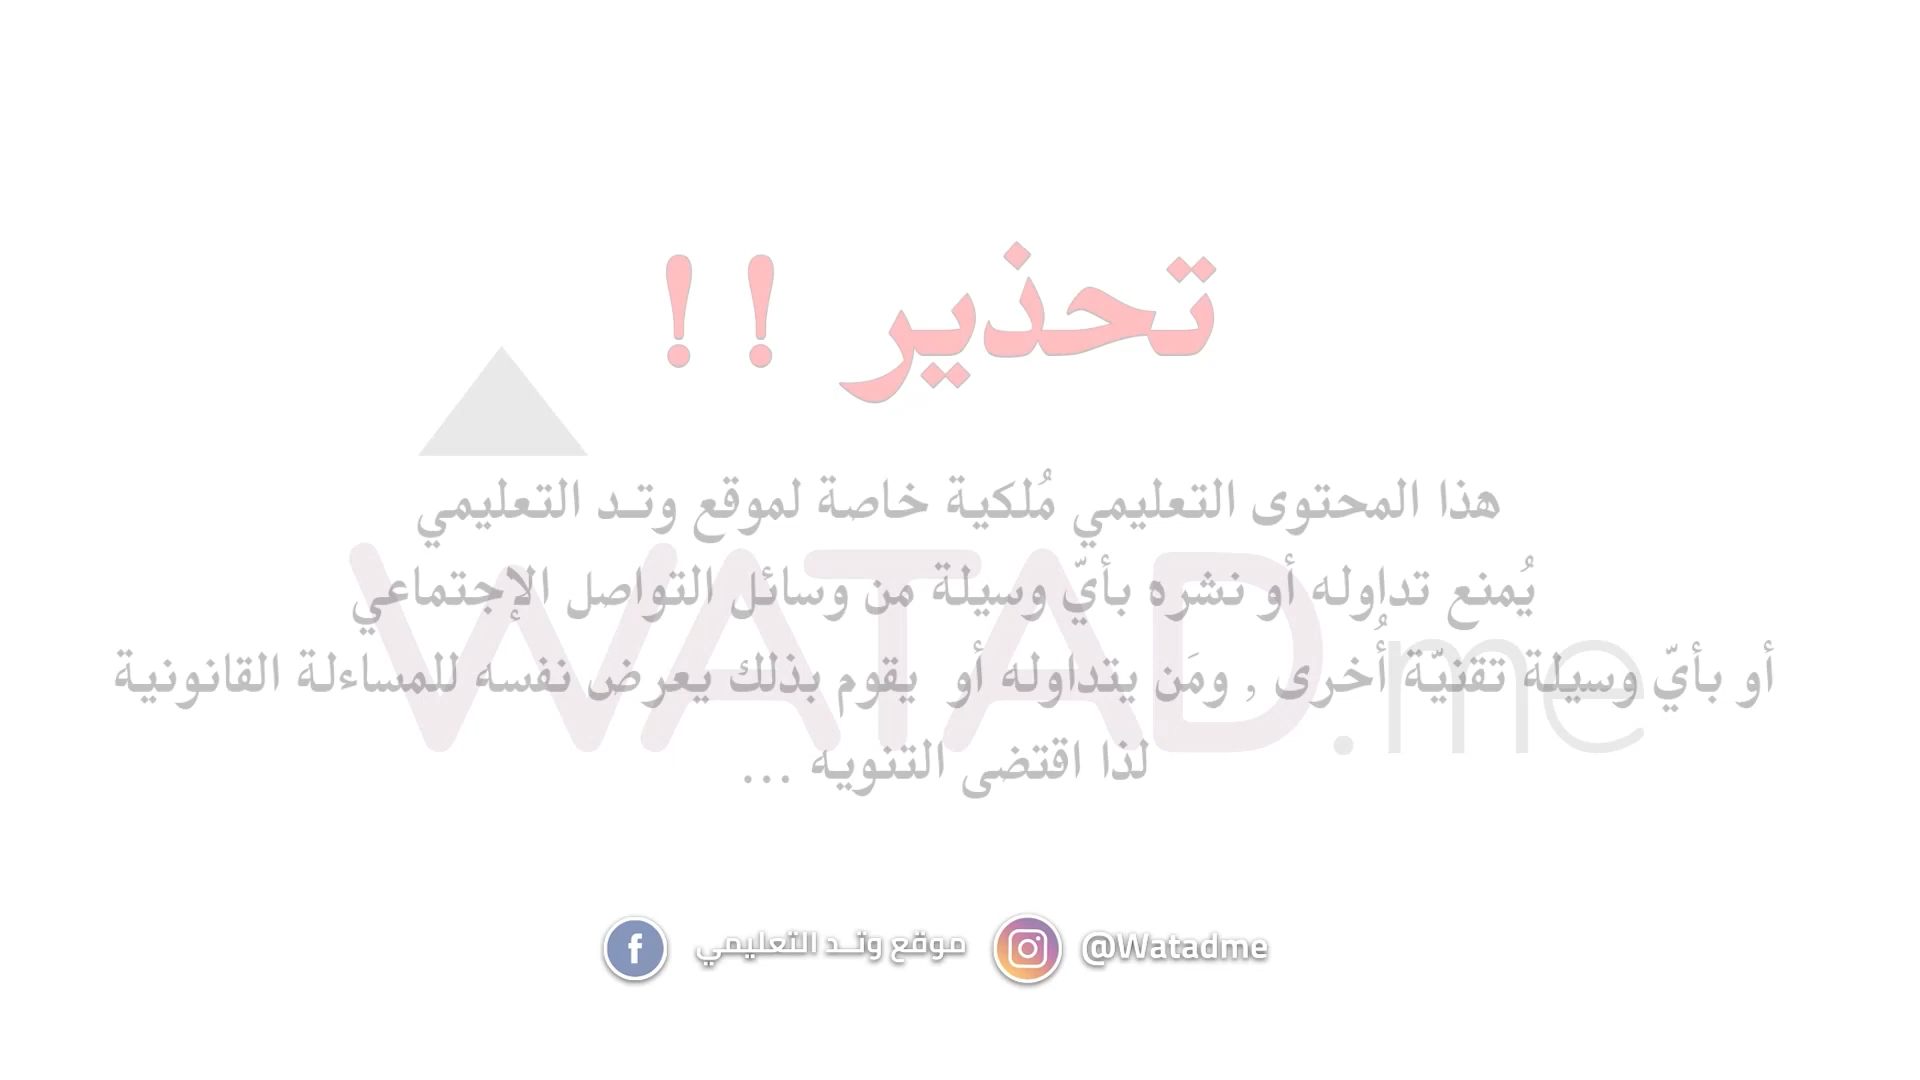 تحذير ! !
هذا المحتوى التعليمي مُلكية خاصة لموقع وتـد التعليمي
يُمنع تداوله أو نشره بأيّ وسيلة من وسائل التواصل الإجتماعي
أو بأيّ وسيلة تقنيّة أُخرى , ومَن يتداوله أو يقوم بذلك يعرض نفسه للمساءلة القانونية
لذا اقتضى التنويه ...
WATAD.me
موقع وتـد التعليمي @Watadme